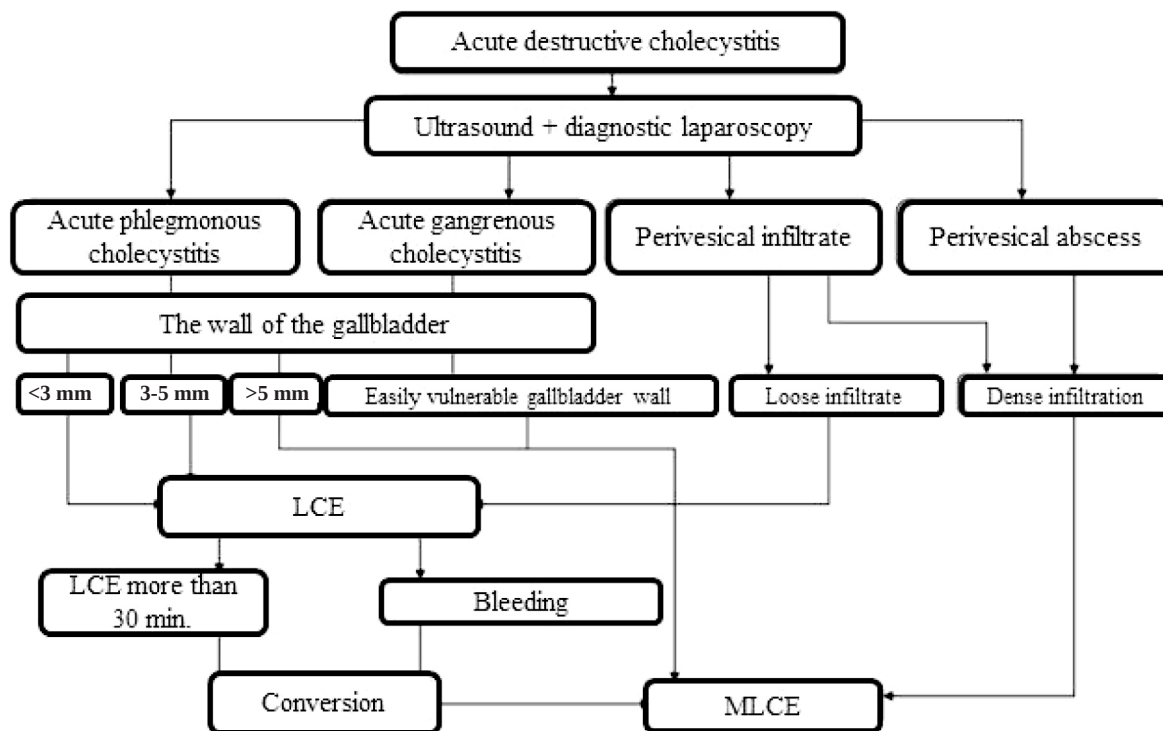 Acute destructive cholecystitis
Ultrasound + diagnostic laparoscopy
Acute phlegmonous
cholecystitis
Acute gangrenous
cholecystitis
Perivesical infiltrate
Perivesical abscess
The wall of the gallbladder
<3 mm
3-5 mm
>5 mm
Easily vulnerable gallbladder wall
Loose infiltrate
Dense infiltration
LCE
LCE more than
30 min.
Bleeding
Conversion
MLCE